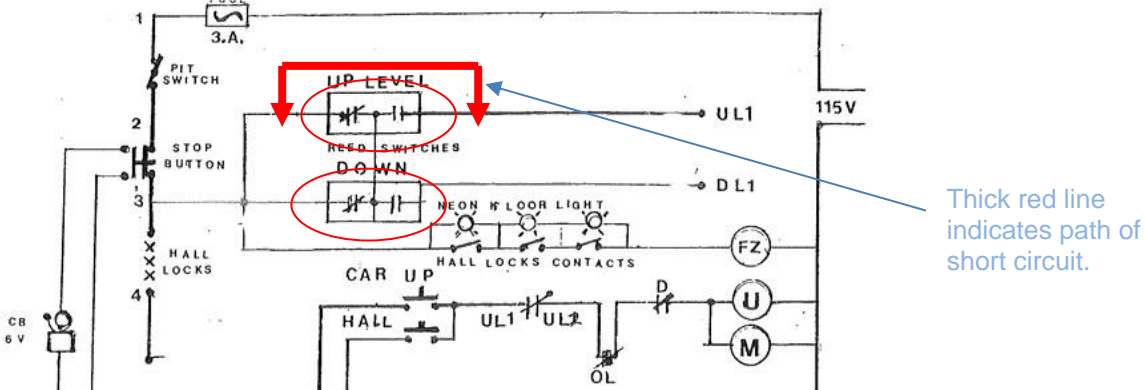 1
3.A.
PIT
SWITCH
UP LEVEL
115V
UL1
2
STOP
BUTTON
REED SWITCHES
DOWN
DL1
3
NEON FLOOR LIGHT
Thick red line
indicates path of
short circuit.
HALL
LOCKS
FZ
HALL LOCKS CONTACTS
4
CAR UP
D
U
HALL
UL1
UL2
CB
6 V
M
OL